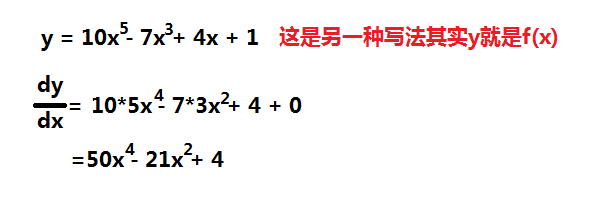 y = 10x⁵- 7x³+ 4x + 1 这是另一种写法其实y就是f(x)
dy/dx = 10*5x⁴- 7*3x²+ 4 + 0
=50x⁴- 21x²+ 4